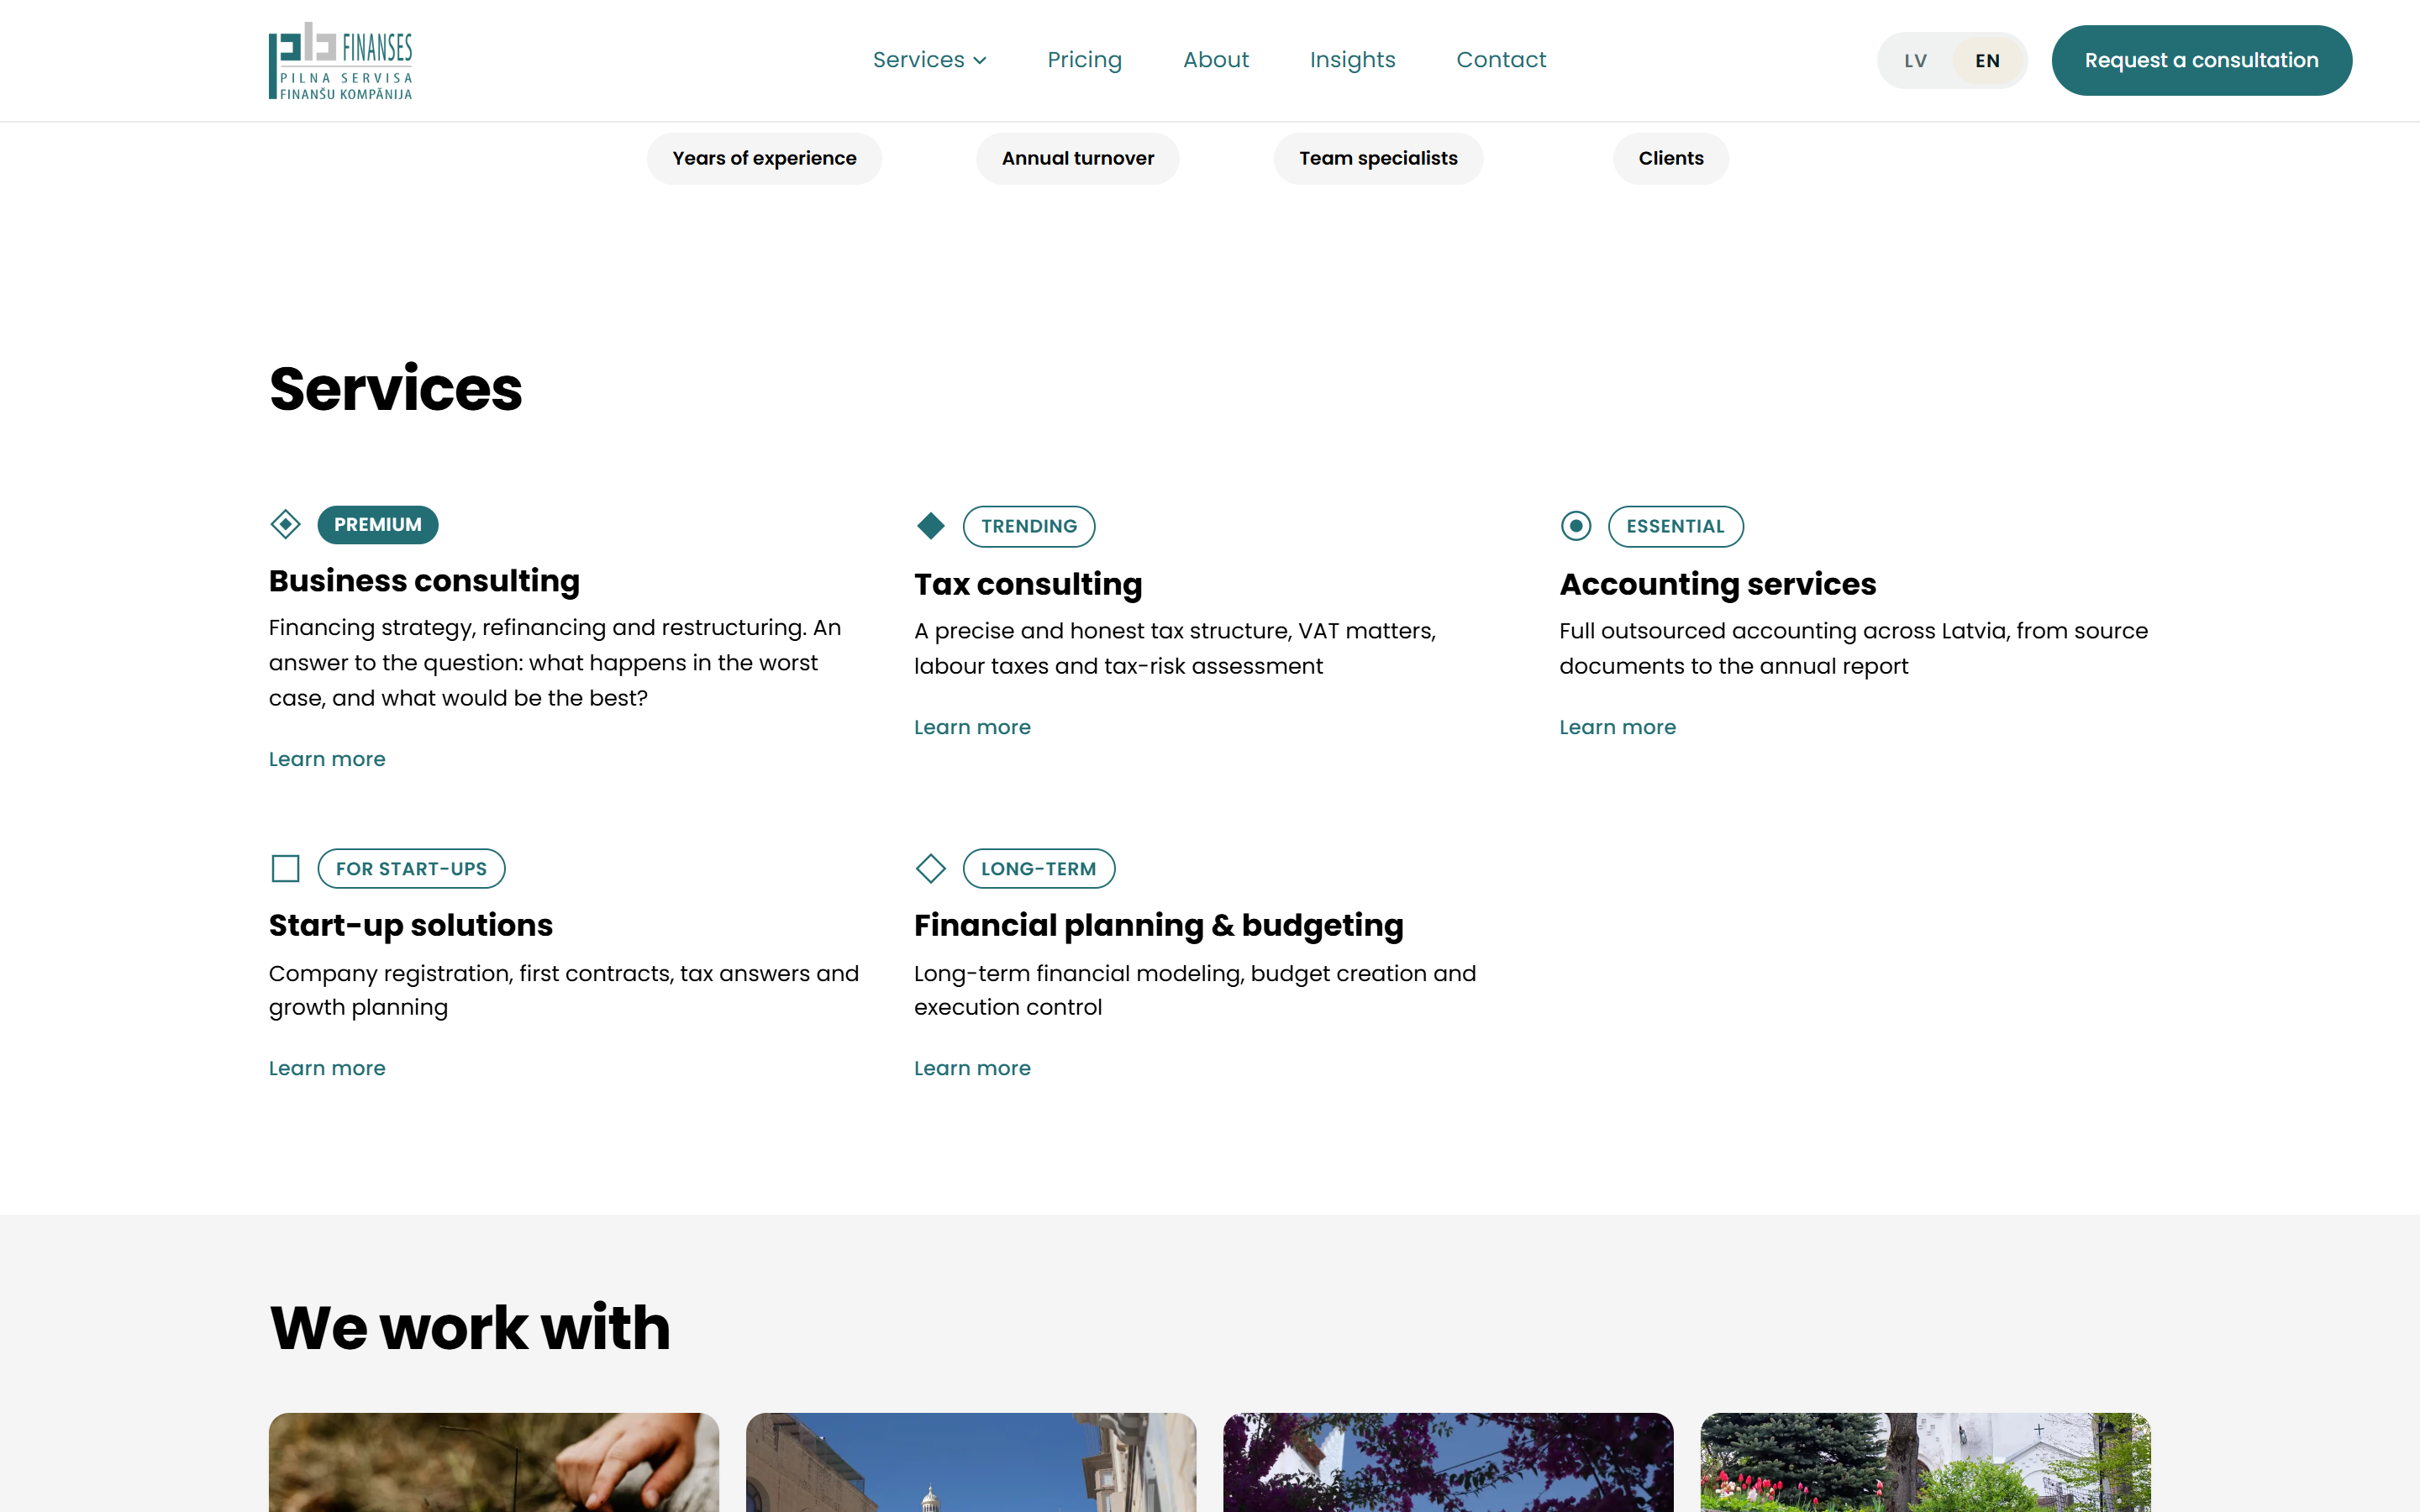 FINANSES
PILNA SERVISA
FINANŠU KOMPĀNIJA
Services
Pricing
About
Insights
Contact
LV
EN
Request a consultation
Years of experience
Annual turnover
Team specialists
Clients
Services
PREMIUM
Business consulting
Financing strategy, refinancing and restructuring. An
answer to the question: what happens in the worst
case, and what would be the best?
Learn more
TRENDING
Tax consulting
A precise and honest tax structure, VAT matters,
labour taxes and tax-risk assessment
Learn more
ESSENTIAL
Accounting services
Full outsourced accounting across Latvia, from source
documents to the annual report
Learn more
FOR START-UPS
Start-up solutions
Company registration, first contracts, tax answers and
growth planning
Learn more
LONG-TERM
Financial planning & budgeting
Long-term financial modeling, budget creation and
execution control
Learn more
We work with